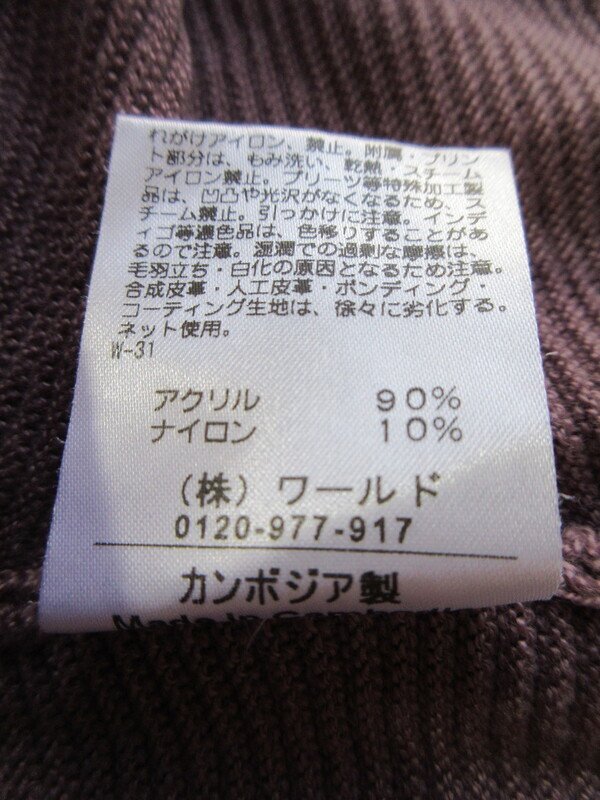 れがけアイロン、禁止。附属・プリン
ト部分は、もみ洗い、乾熱・スチーム
アイロン禁止。プリーツ等特殊加工製
品は、凹凸や光沢がなくなるため、ス
チーム禁止。引っかけに注意。インデ
ィゴ等濃色品は、色移りすることがあ
るので注意。湿潤での過剰な摩擦は、
毛羽立ち・白化の原因となるため注意。
合成皮革・人工皮革・ボンディング・
コーティング生地は、徐々に劣化する。
ネット使用。
W-31
アクリル 90%
ナイロン 10%
(株) ワールド
0120-977-917
カンボジア製
Made in